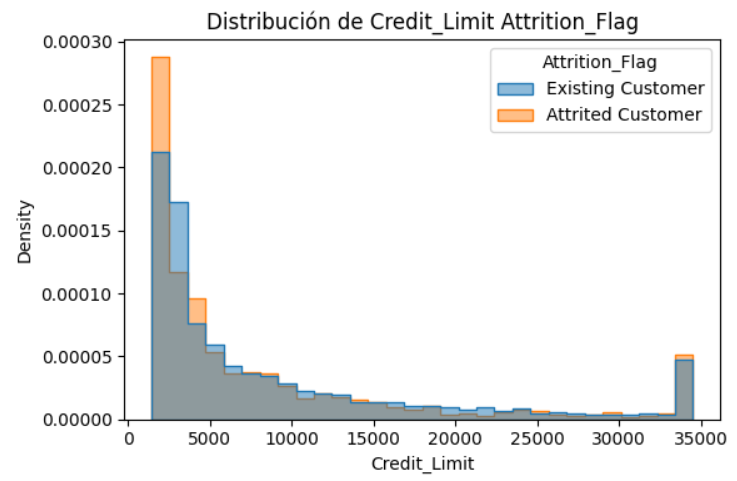 Distribución de Credit_Limit Attrition_Flag
0.00030
0.00025
0.00020
0.00015
0.00010
0.00005
0.00000
Density
Attrition_Flag
Existing Customer
Attrited Customer
0 5000 10000 15000 20000 25000 30000 35000
Credit_Limit